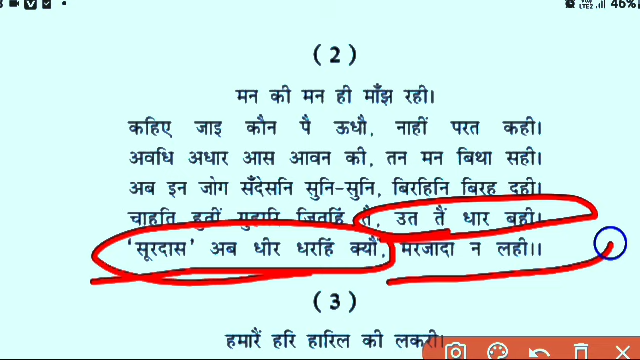 46%
( 2 )
मन की मन ही माँझ रही।
कहिए जाइ कौन पै ऊधौ, नाहीं परत कही।
अवधि अधार आस आवन की, तन मन बिथा सही।
अब इन जोग सँदेसनि सुनि-सुनि, बिरहिनि बिरह दही।
चाहति हुतीं गुहारि जितहिं तैं, उत तैं धार बही।
'सूरदास' अब धीर धरहिं क्यौं, मरजादा न लही।।
( 3 )
हमारैं हरि हारिल की लकरी।